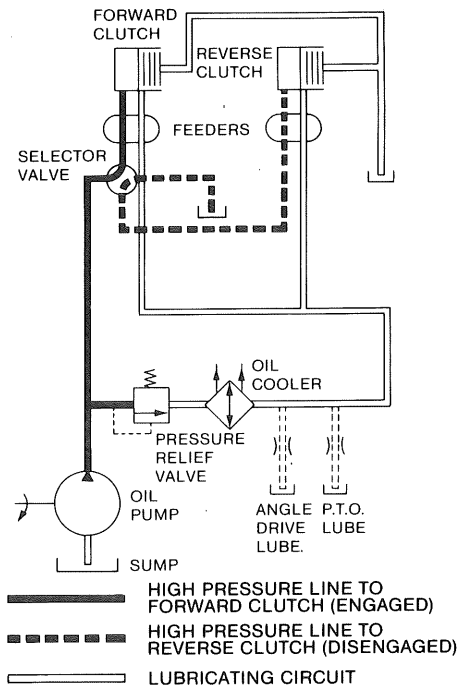 FORWARD
CLUTCH
REVERSE
CLUTCH
FEEDERS
SELECTOR
VALVE
OIL
COOLER
PRESSURE
RELIEF
VALVE
OIL
PUMP
ANGLE
DRIVE
LUBE.
P.T.O.
LUBE
SUMP
HIGH PRESSURE LINE TO
FORWARD CLUTCH (ENGAGED)
HIGH PRESSURE LINE TO
REVERSE CLUTCH (DISENGAGED)
LUBRICATING CIRCUIT